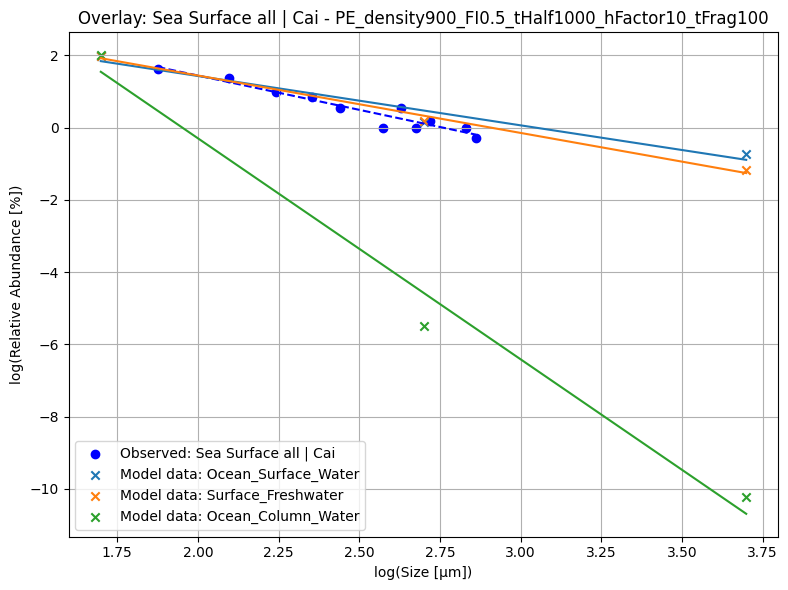 Overlay: Sea Surface all | Cai - PE_density900_FI0.5_tHalf1000_hFactor10_tFrag100
log(Relative Abundance [%])
2
0
−2
−4
−6
−8
−10
Observed: Sea Surface all | Cai
Model data: Ocean_Surface_Water
Model data: Surface_Freshwater
Model data: Ocean_Column_Water
1.75 2.00 2.25 2.50 2.75 3.00 3.25 3.50 3.75
log(Size [µm])